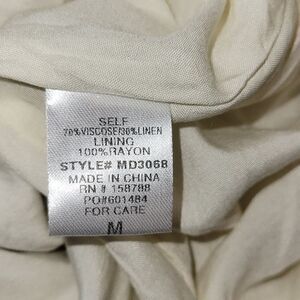 SELF
70%VISCOSE/30%LINEN
LINING
100%RAYON
STYLE# MD3068
MADE IN CHINA
RN # 158788
PO#601484
FOR CARE
M